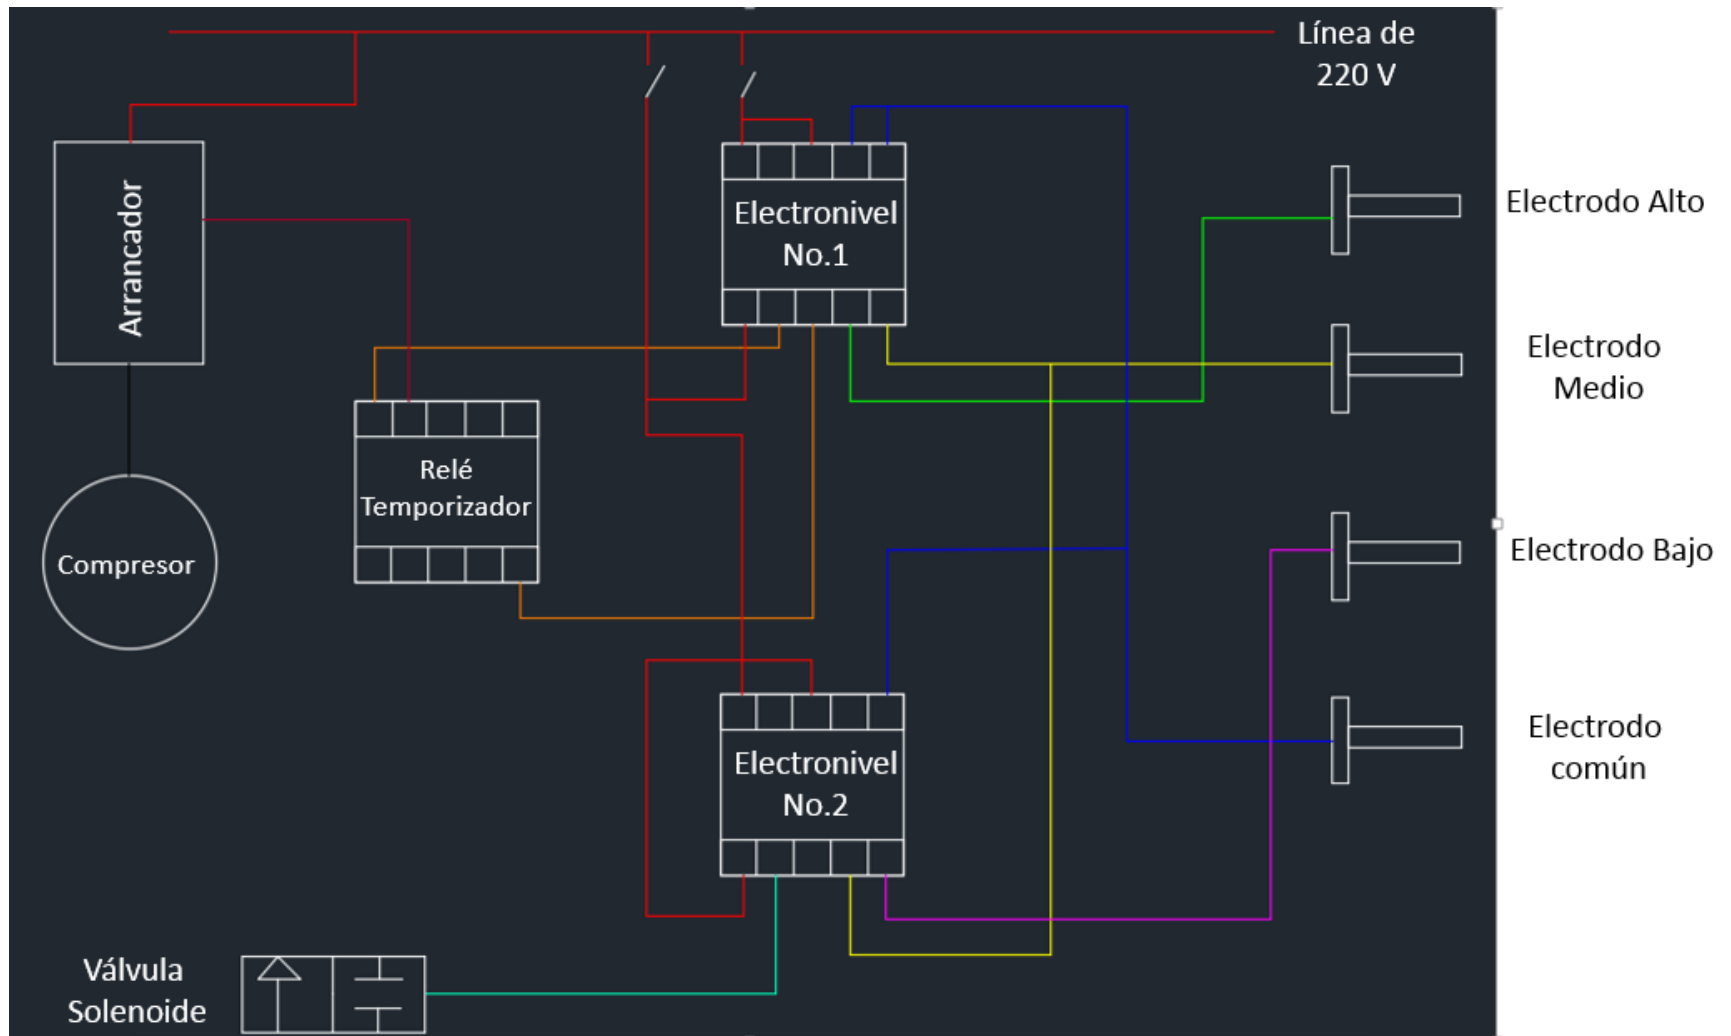 Línea de
220 V
Arrancador
Electronivel
No.1
Electrodo Alto
Electrodo
Medio
Relé
Temporizador
Compresor
Electrodo Bajo
Electronivel
No.2
Electrodo
común
Válvula
Solenoide